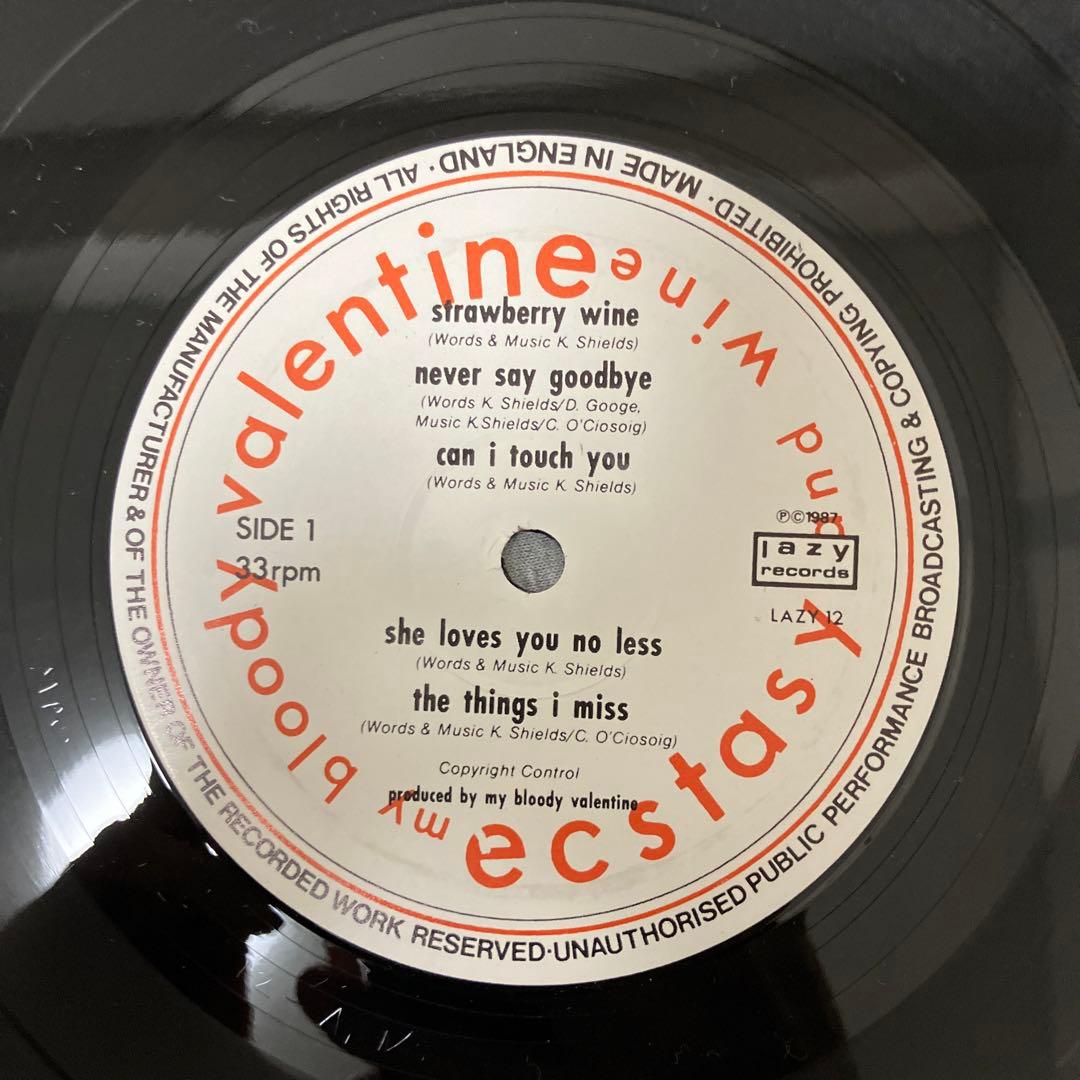 my bloody valentine
ecstasy and wine
strawberry wine
(Words & Music K. Shields)
never say goodbye
(Words K. Shields/D. Googe,
Music K.Shields/C. O'Ciosoig)
can i touch you
(Words & Music K. Shields)
SIDE 1
33rpm
℗©1987
lazy
records
LAZY 12
she loves you no less
(Words & Music K. Shields)
the things i miss
(Words & Music K. Shields/C. O'Ciosoig)
Copyright Control
produced by my bloody valentine
ALL RIGHTS OF THE MANUFACTURER & OF THE OWNER OF THE RECORDED WORK RESERVED·UNAUTHORISED PUBLIC PERFORMANCE BROADCASTING & COPYING PROHIBITED · MADE IN ENGLAND ·